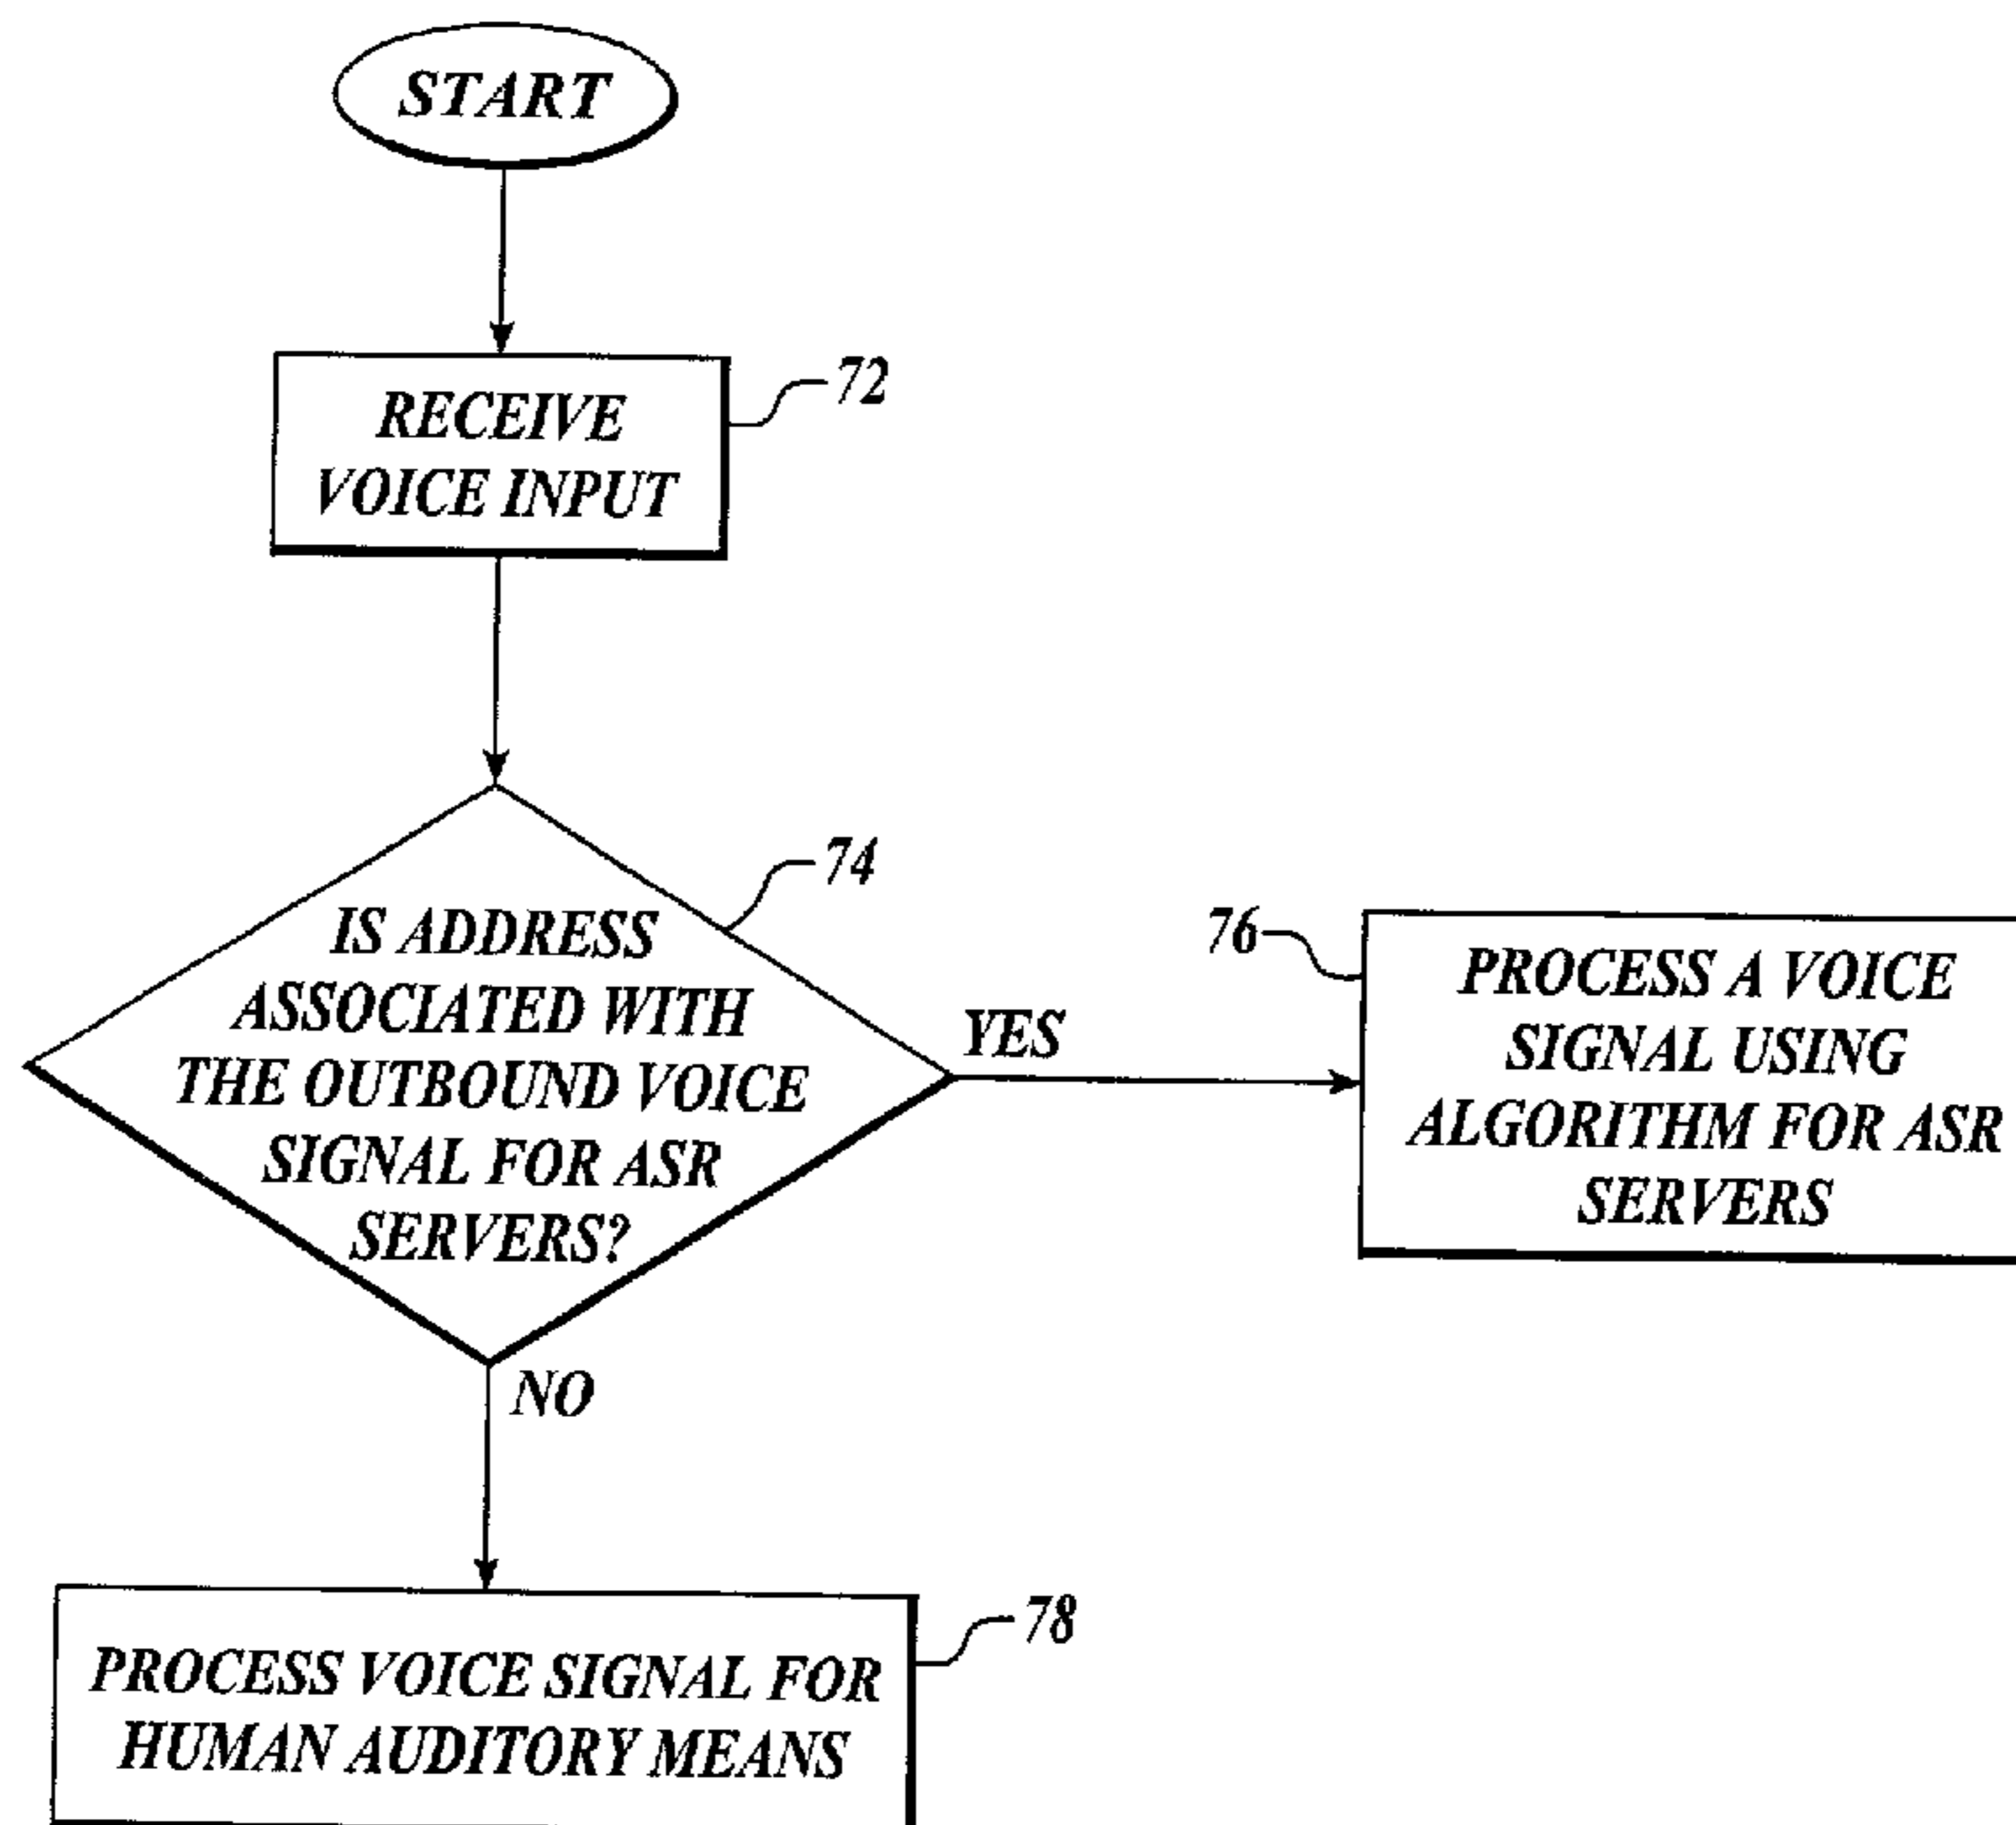 START
RECEIVE
VOICE INPUT
72
IS ADDRESS
ASSOCIATED WITH
THE OUTBOUND VOICE
SIGNAL FOR ASR
SERVERS?
74
YES
76
PROCESS A VOICE
SIGNAL USING
ALGORITHM FOR ASR
SERVERS
NO
PROCESS VOICE SIGNAL FOR
HUMAN AUDITORY MEANS
78